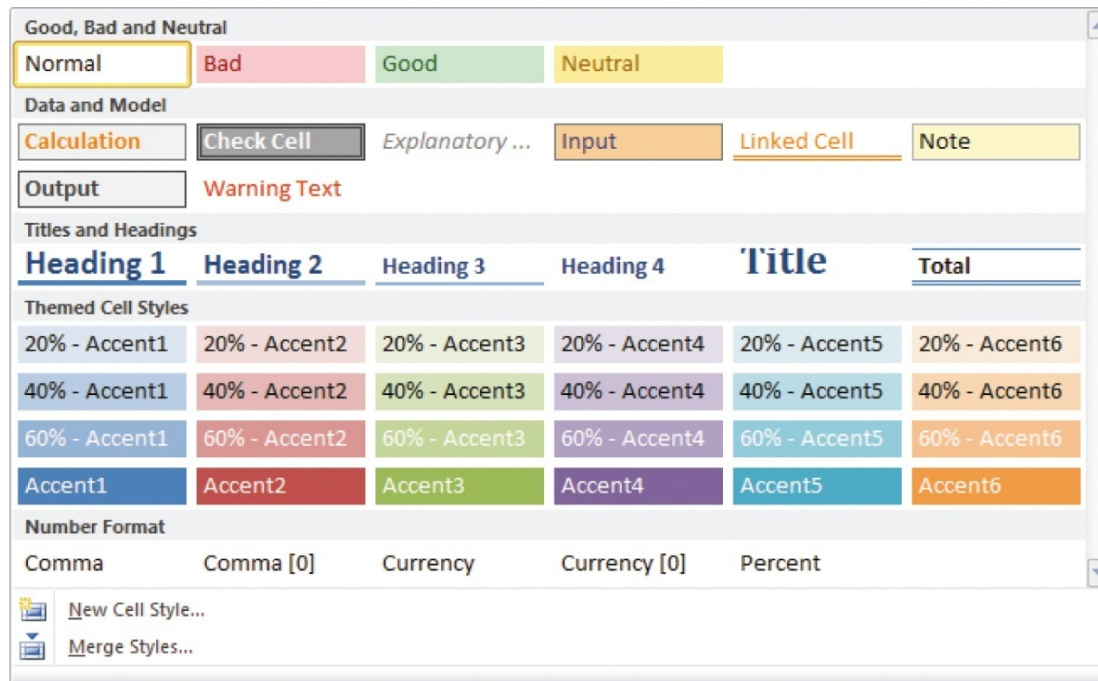 Good, Bad and Neutral
Normal Bad Good Neutral
Data and Model
Calculation Check Cell Explanatory ... Input Linked Cell Note
Output Warning Text
Titles and Headings
Heading 1 Heading 2 Heading 3 Heading 4 Title Total
Themed Cell Styles
20% - Accent1 20% - Accent2 20% - Accent3 20% - Accent4 20% - Accent5 20% - Accent6
40% - Accent1 40% - Accent2 40% - Accent3 40% - Accent4 40% - Accent5 40% - Accent6
60% - Accent1 60% - Accent2 60% - Accent3 60% - Accent4 60% - Accent5 60% - Accent6
Accent1 Accent2 Accent3 Accent4 Accent5 Accent6
Number Format
Comma Comma [0] Currency Currency [0] Percent
New Cell Style...
Merge Styles...